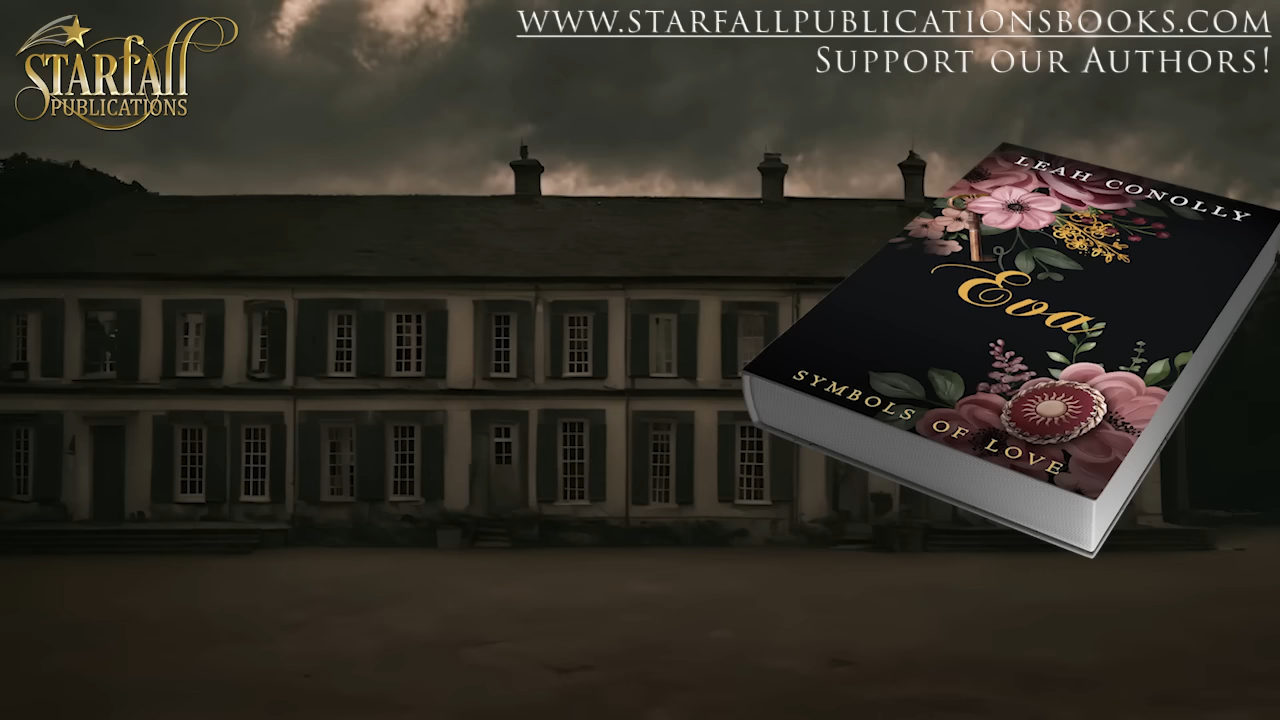 STARfAll
PUBLICATIONS
WWW.STARFALLPUBLICATIONSBOOKS.COM
SUPPORT OUR AUTHORS!
LEAH CONOLLY
Eva
SYMBOLS OF LOVE